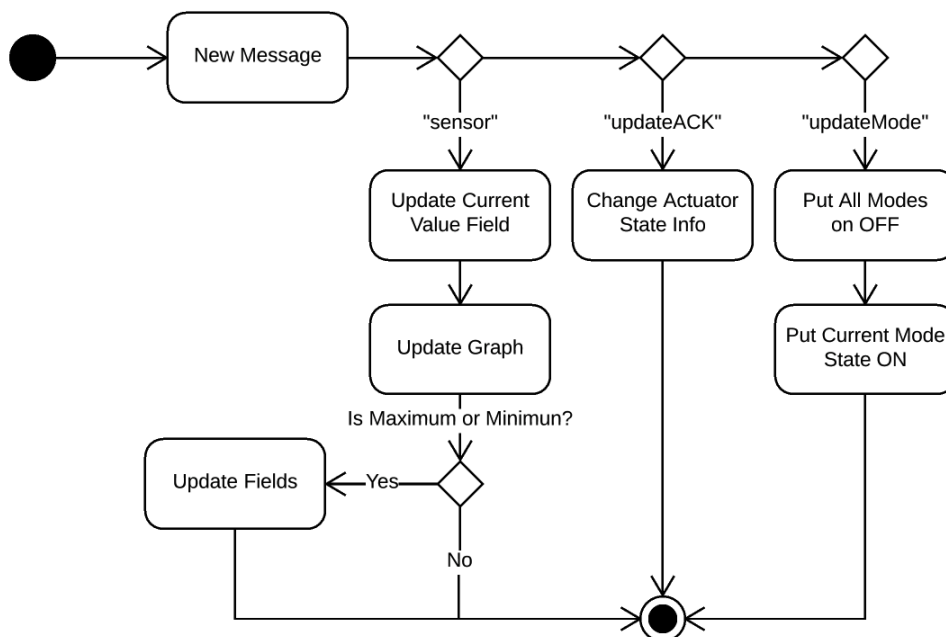 New Message
"sensor"
"updateACK"
"updateMode"
Update Current
Value Field
Change Actuator
State Info
Put All Modes
on OFF
Update Graph
Put Current Mode
State ON
Is Maximum or Minimun?
Update Fields
Yes
No